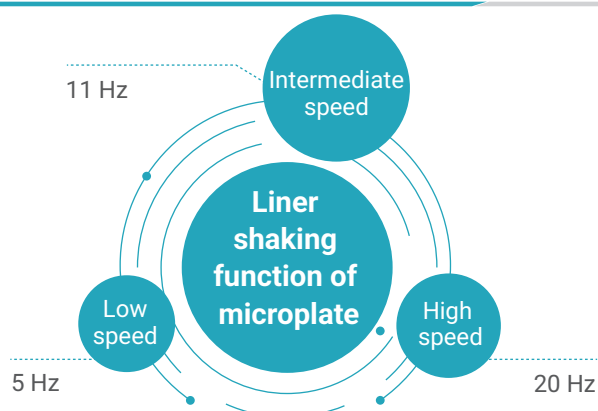 Intermediate
speed
11 Hz
Liner
shaking
function of
microplate
Low
speed
High
speed
5 Hz
20 Hz